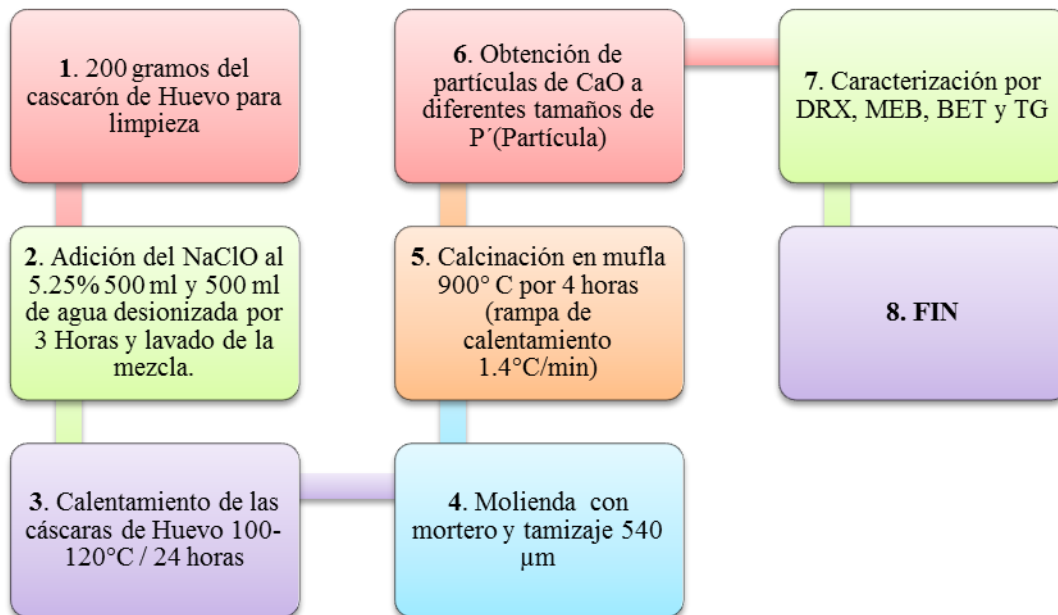 1. 200 gramos del
cascarón de Huevo para
limpieza
2. Adición del NaClO al
5.25% 500 ml y 500 ml
de agua desionizada por
3 Horas y lavado de la
mezcla.
3. Calentamiento de las
cáscaras de Huevo 100-
120°C / 24 horas
4. Molienda con
mortero y tamizaje 540
µm
5. Calcinación en mufla
900° C por 4 horas
(rampa de
calentamiento
1.4°C/min)
6. Obtención de
partículas de CaO a
diferentes tamaños de
P´(Partícula)
7. Caracterización por
DRX, MEB, BET y TG
8. FIN